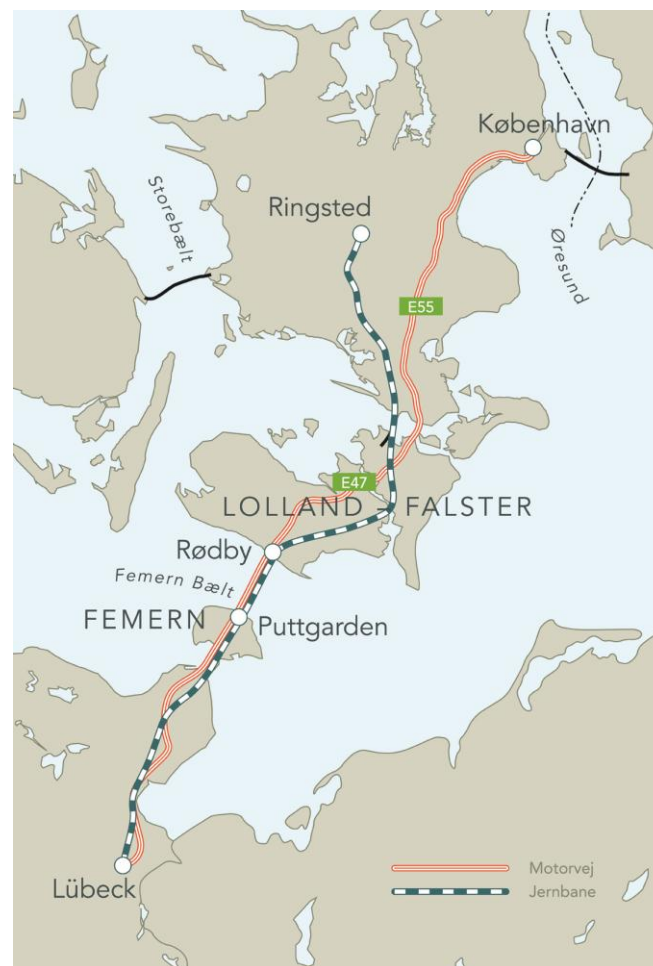 København
Storebælt
Ringsted
Øresund
E55
E47
LOLLAND - FALSTER
Rødby
Femern Bælt
FEMERN
Puttgarden
Lübeck
Motorvej
Jernbane